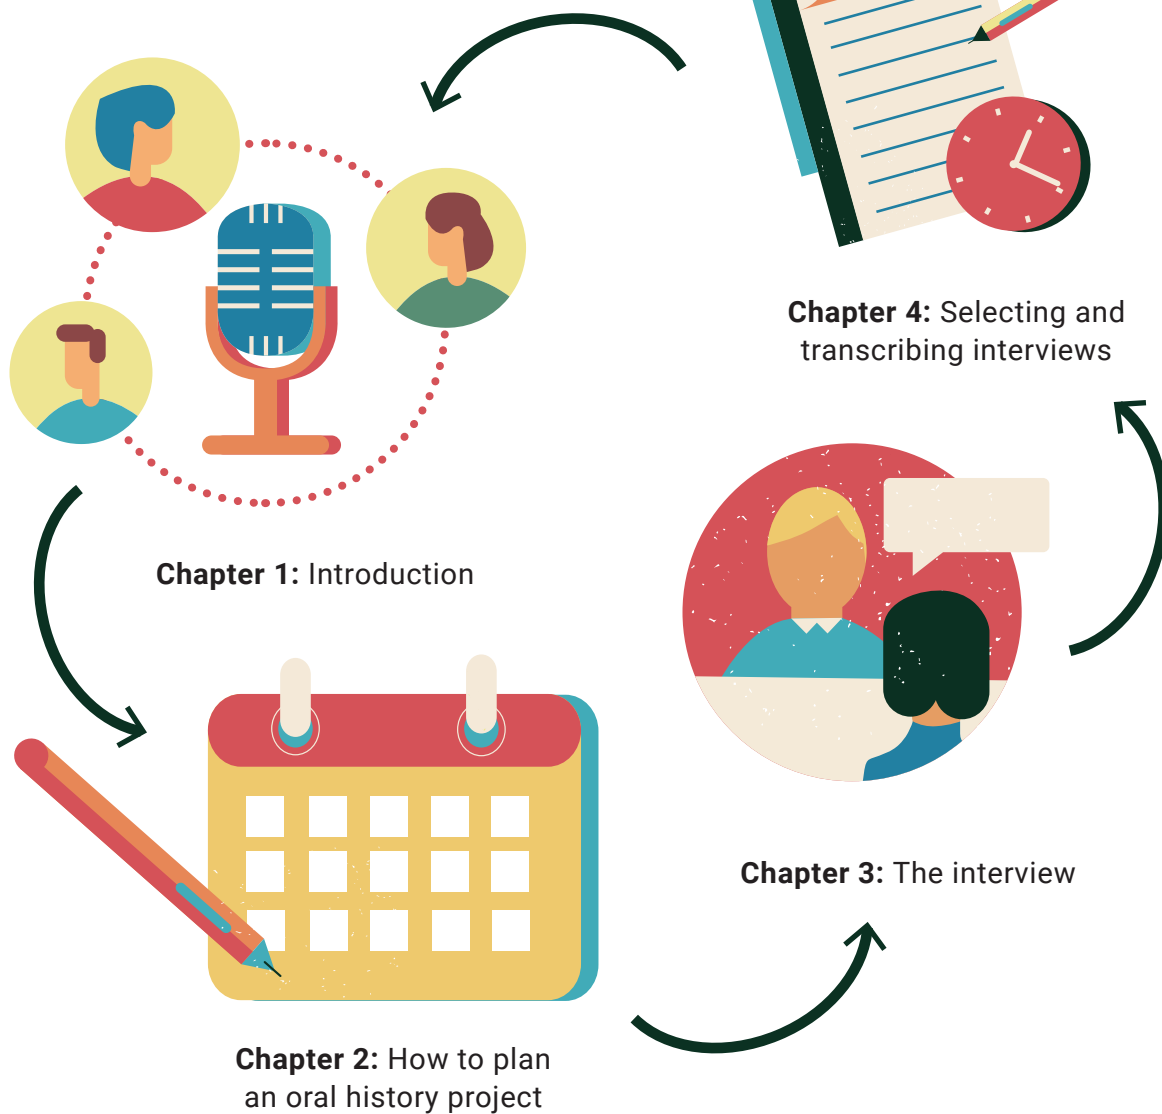 Chapter 1: Introduction
Chapter 2: How to plan
an oral history project
Chapter 3: The interview
Chapter 4: Selecting and
transcribing interviews